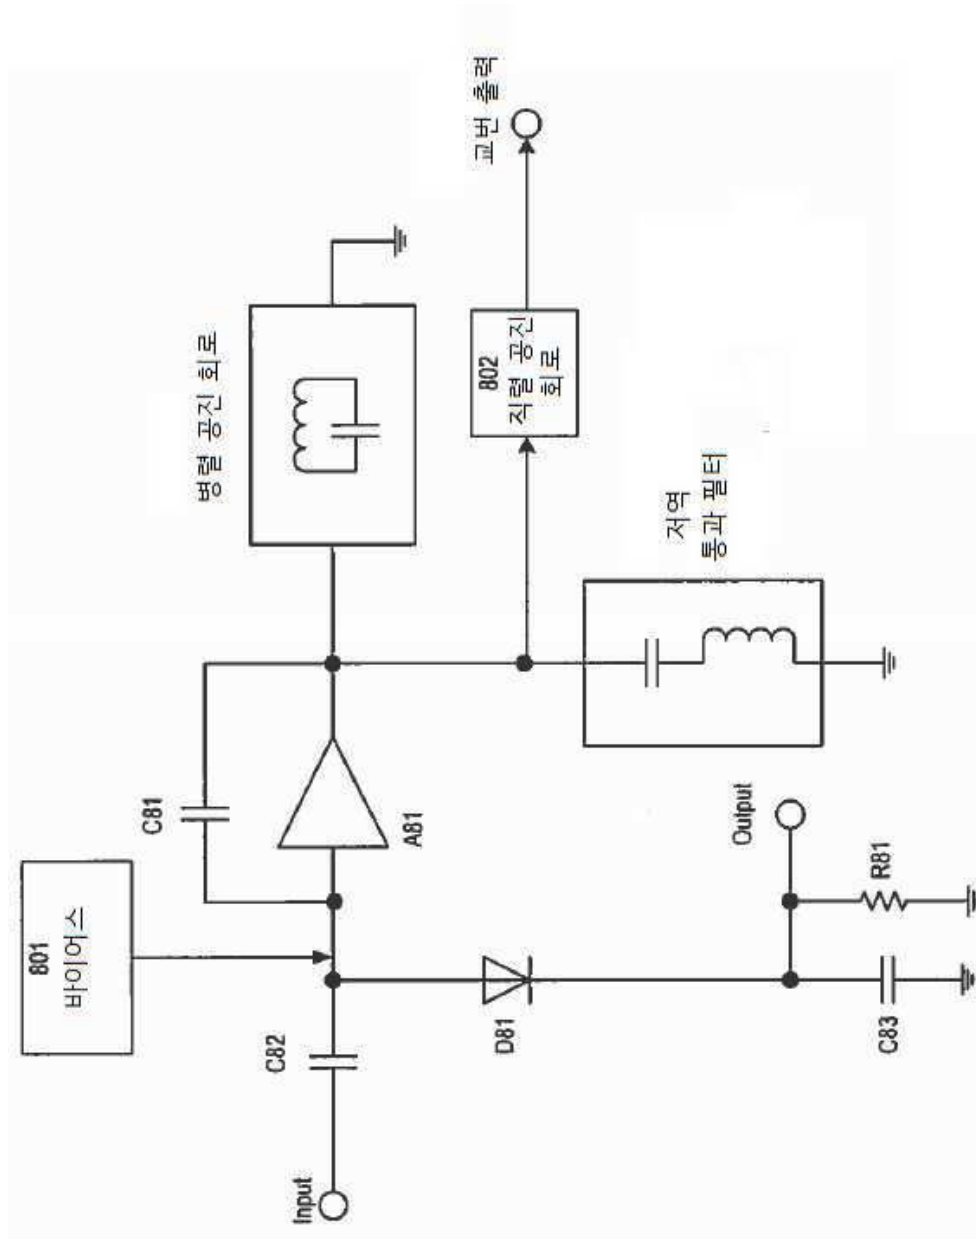 801
바이어스
C81
병렬 공진 회로
Input
C82
A81
교번 출력
802
직렬 공진
회로
D81
저역
통과 필터
Output
C83
R81